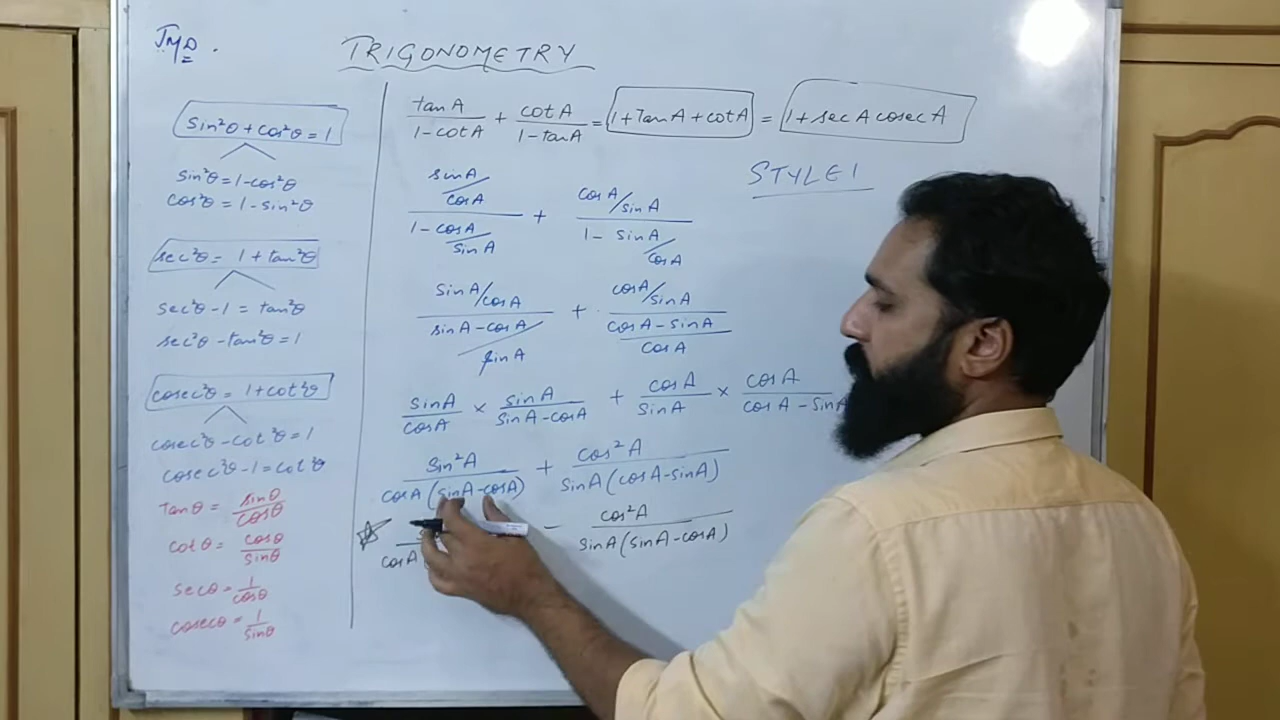 JMD.
TRIGONOMETRY
sin²θ + cos²θ = 1
sin²θ = 1 - cos²θ
cos²θ = 1 - sin²θ
sec²θ = 1 + tan²θ
sec²θ - 1 = tan²θ
sec²θ - tan²θ = 1
cosec²θ = 1 + cot²θ
cosec²θ - cot²θ = 1
cosec²θ - 1 = cot²θ
Tanθ = sinθ/cosθ
cotθ = cosθ/sinθ
secθ = 1/cosθ
cosecθ = 1/sinθ
tanA/(1 - cotA) + cotA/(1 - tanA) = 1 + TanA + cotA = 1 + secA cosecA
STYLE 1
(sinA/cosA)/(1 - cosA/sinA) + (cosA/sinA)/(1 - sinA/cosA)
(sinA/cosA)/((sinA - cosA)/sinA) + (cosA/sinA)/((cosA - sinA)/cosA)
sinA/cosA × sinA/(sinA - cosA) + cosA/sinA × cosA/(cosA - sinA
sin²A/(cosA(sinA - cosA)) + cos²A/(sinA(cosA - sinA))
cosA - cos²A/(sinA(sinA - cosA))